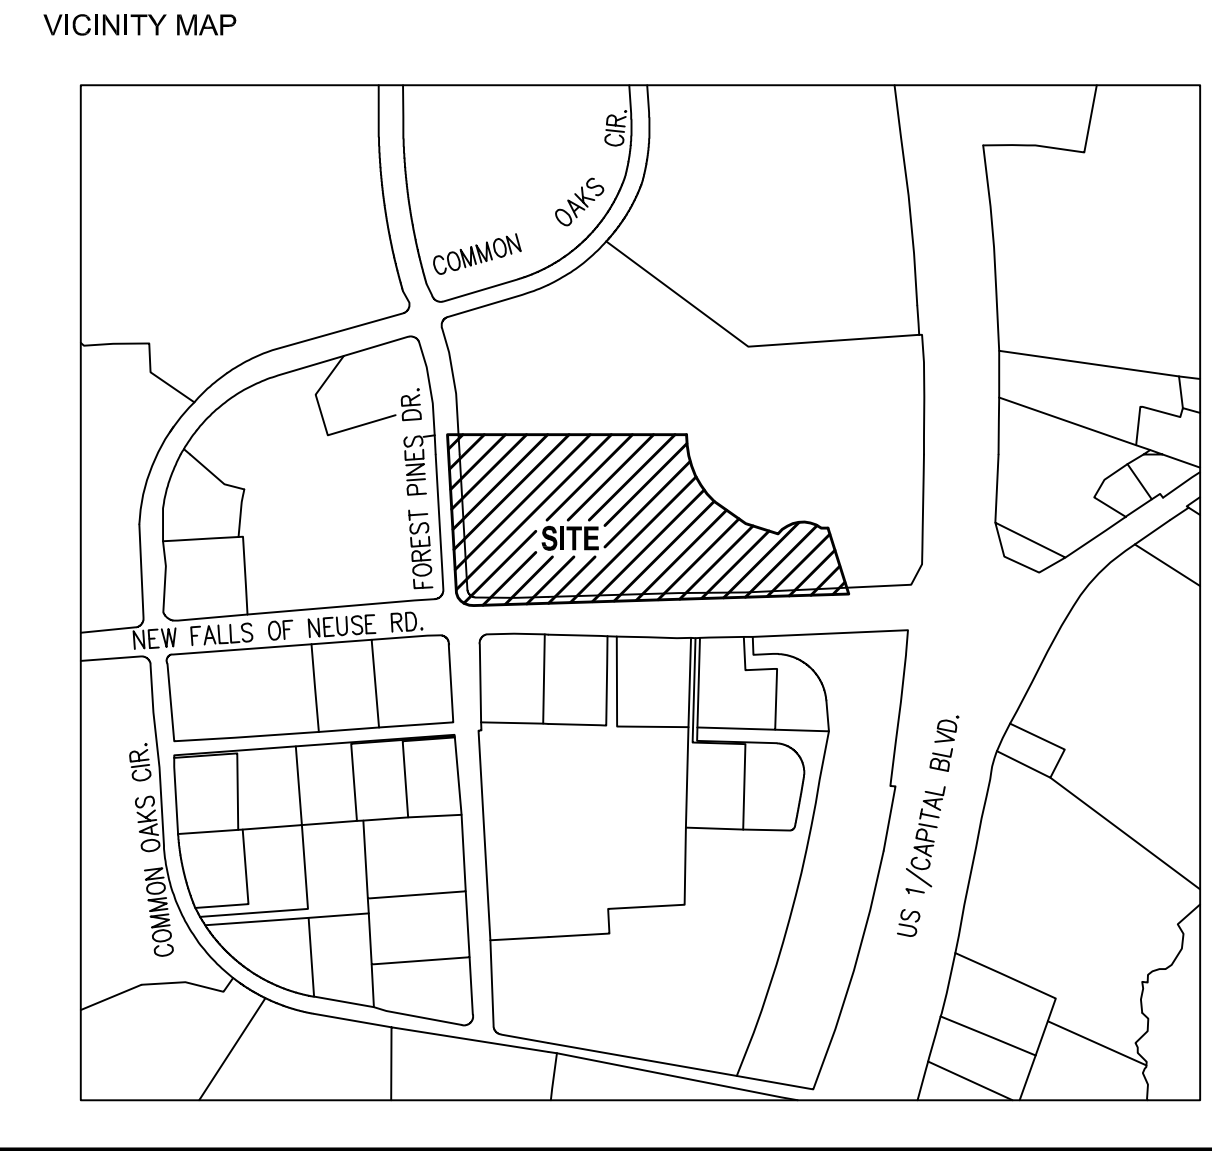 VICINITY MAP
COMMON OAKS CIR.
FOREST PINES DR.
SITE
NEW FALLS OF NEUSE RD.
COMMON OAKS CIR.
US 1/CAPITAL BLVD.